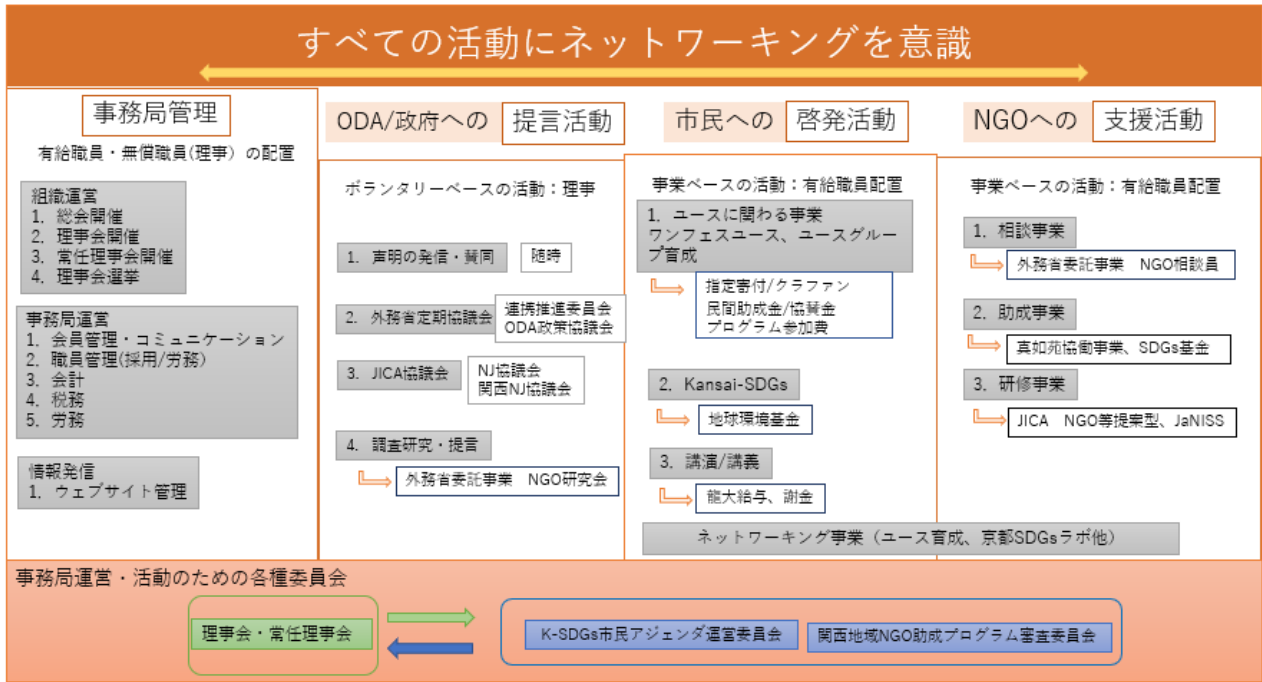 すべての活動にネットワーキングを意識
事務局管理
有給職員・無償職員(理事）の配置
組織運営
1. 総会開催
2. 理事会開催
3. 常任理事会開催
4. 理事会選挙
事務局運営
1. 会員管理・コミュニケーション
2. 職員管理(採用/労務）
3. 会計
4. 税務
5. 労務
情報発信
1. ウェブサイト管理
ODA/政府への 提言活動
ボランタリーベースの活動：理事
1. 声明の発信・賛同
随時
2. 外務省定期協議会
連携推進委員会
ODA政策協議会
3. JICA協議会
NJ協議会
関西NJ協議会
4. 調査研究・提言
外務省委託事業 NGO研究会
市民への 啓発活動
事業ベースの活動：有給職員配置
1. ユースに関わる事業
ワンフェスユース、ユースグルー
プ育成
指定寄付/クラファン
民間助成金/協賛金
プログラム参加費
2. Kansai-SDGs
地球環境基金
3. 講演/講義
龍大給与、謝金
NGOへの 支援活動
事業ベースの活動：有給職員配置
1. 相談事業
外務省委託事業 NGO相談員
2. 助成事業
真如苑協働事業、SDGs基金
3. 研修事業
JICA NGO等提案型、JaNISS
ネットワーキング事業（ユース育成、京都SDGsラボ他）
事務局運営・活動のための各種委員会
理事会・常任理事会
K-SDGs市民アジェンダ運営委員会
関西地域NGO助成プログラム審査委員会